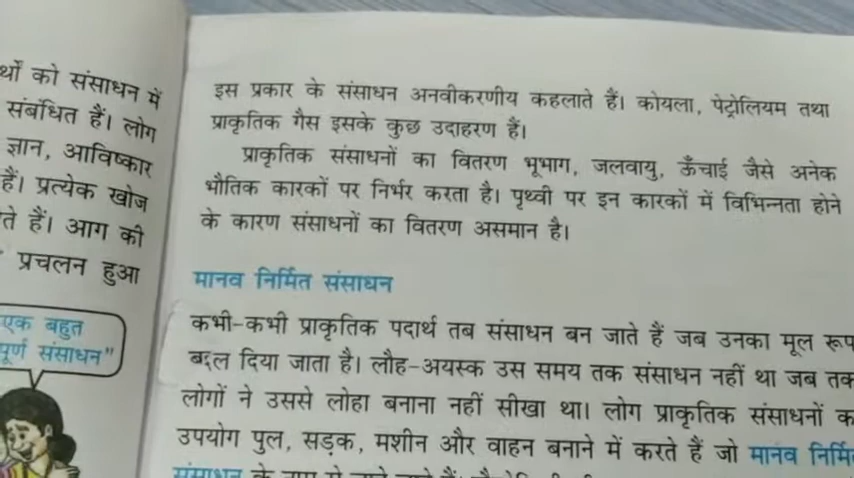 र्थों को संसाधन में
संबंधित हैं। लोग
ज्ञान, आविष्कार
हैं। प्रत्येक खोज
ते हैं। आग की
प्रचलन हुआ
एक बहुत
पूर्ण संसाधन"
इस प्रकार के संसाधन अनवीकरणीय कहलाते हैं। कोयला, पेट्रोलियम तथा
प्राकृतिक गैस इसके कुछ उदाहरण हैं।
प्राकृतिक संसाधनों का वितरण भूभाग, जलवायु, ऊँचाई जैसे अनेक
भौतिक कारकों पर निर्भर करता है। पृथ्वी पर इन कारकों में विभिन्नता होने
के कारण संसाधनों का वितरण असमान है।
मानव निर्मित संसाधन
कभी-कभी प्राकृतिक पदार्थ तब संसाधन बन जाते हैं जब उनका मूल रूप
बदल दिया जाता है। लौह-अयस्क उस समय तक संसाधन नहीं था जब तक
लोगों ने उससे लोहा बनाना नहीं सीखा था। लोग प्राकृतिक संसाधनों क
उपयोग पुल, सड़क, मशीन और वाहन बनाने में करते हैं जो मानव निर्मि
संसाधन के नाम से जाने जाते हैं।